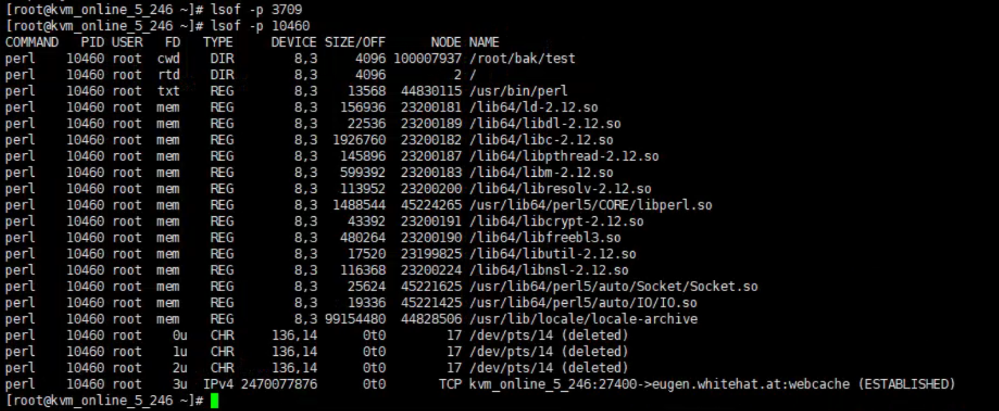 [root@kvm_online_5_246 ~]# lsof -p 3709
[root@kvm_online_5_246 ~]# lsof -p 10460
COMMAND   PID USER   FD   TYPE     DEVICE SIZE/OFF      NODE NAME
perl    10460 root  cwd    DIR        8,3     4096 100007937 /root/bak/test
perl    10460 root  rtd    DIR        8,3     4096         2 /
perl    10460 root  txt    REG        8,3    13568  44830115 /usr/bin/perl
perl    10460 root  mem    REG        8,3   156936  23200181 /lib64/ld-2.12.so
perl    10460 root  mem    REG        8,3    22536  23200189 /lib64/libdl-2.12.so
perl    10460 root  mem    REG        8,3  1926760  23200182 /lib64/libc-2.12.so
perl    10460 root  mem    REG        8,3   145896  23200187 /lib64/libpthread-2.12.so
perl    10460 root  mem    REG        8,3   599392  23200183 /lib64/libm-2.12.so
perl    10460 root  mem    REG        8,3   113952  23200200 /lib64/libresolv-2.12.so
perl    10460 root  mem    REG        8,3  1488544  45224265 /usr/lib64/perl5/CORE/libperl.so
perl    10460 root  mem    REG        8,3    43392  23200191 /lib64/libcrypt-2.12.so
perl    10460 root  mem    REG        8,3   480264  23200190 /lib64/libfreebl3.so
perl    10460 root  mem    REG        8,3    17520  23199825 /lib64/libutil-2.12.so
perl    10460 root  mem    REG        8,3   116368  23200224 /lib64/libnsl-2.12.so
perl    10460 root  mem    REG        8,3    25624  45221625 /usr/lib64/perl5/auto/Socket/Socket.so
perl    10460 root  mem    REG        8,3    19336  45221425 /usr/lib64/perl5/auto/IO/IO.so
perl    10460 root  mem    REG        8,3 99154480  44828506 /usr/lib/locale/locale-archive
perl    10460 root    0u   CHR     136,14      0t0        17 /dev/pts/14 (deleted)
perl    10460 root    1u   CHR     136,14      0t0        17 /dev/pts/14 (deleted)
perl    10460 root    2u   CHR     136,14      0t0        17 /dev/pts/14 (deleted)
perl    10460 root    3u  IPv4 2470077876      0t0       TCP kvm_online_5_246:27400->eugen.whitehat.at:webcache (ESTABLISHED)
[root@kvm_online_5_246 ~]#